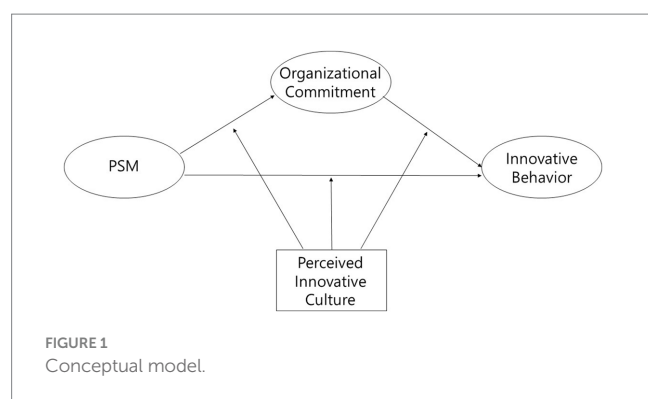 Organizational
Commitment
PSM
Innovative
Behavior
Perceived
Innovative
Culture
FIGURE 1
Conceptual model.